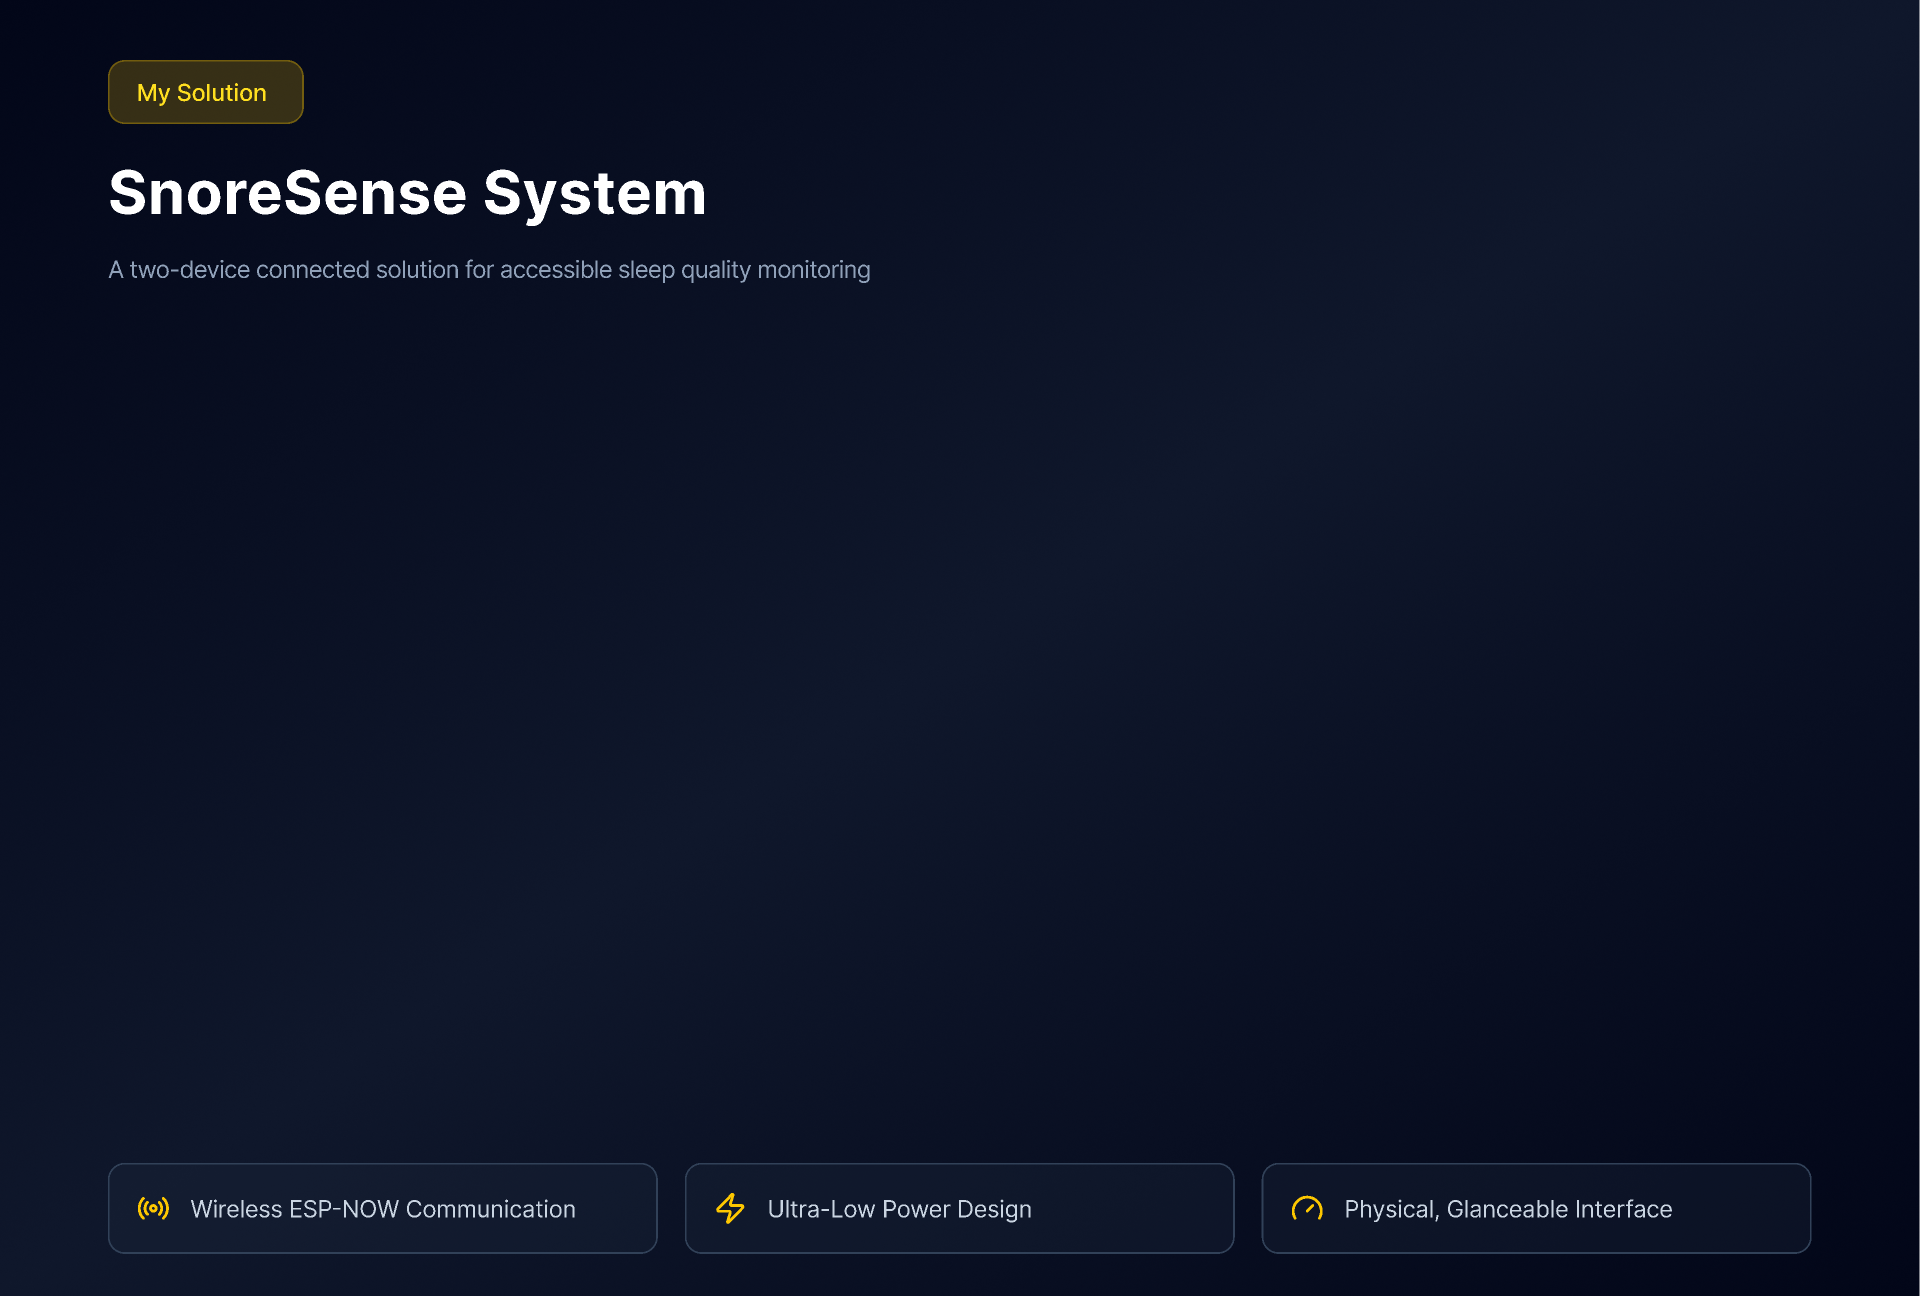 My Solution
SnoreSense System
A two-device connected solution for accessible sleep quality monitoring
Wireless ESP-NOW Communication
Ultra-Low Power Design
Physical, Glanceable Interface